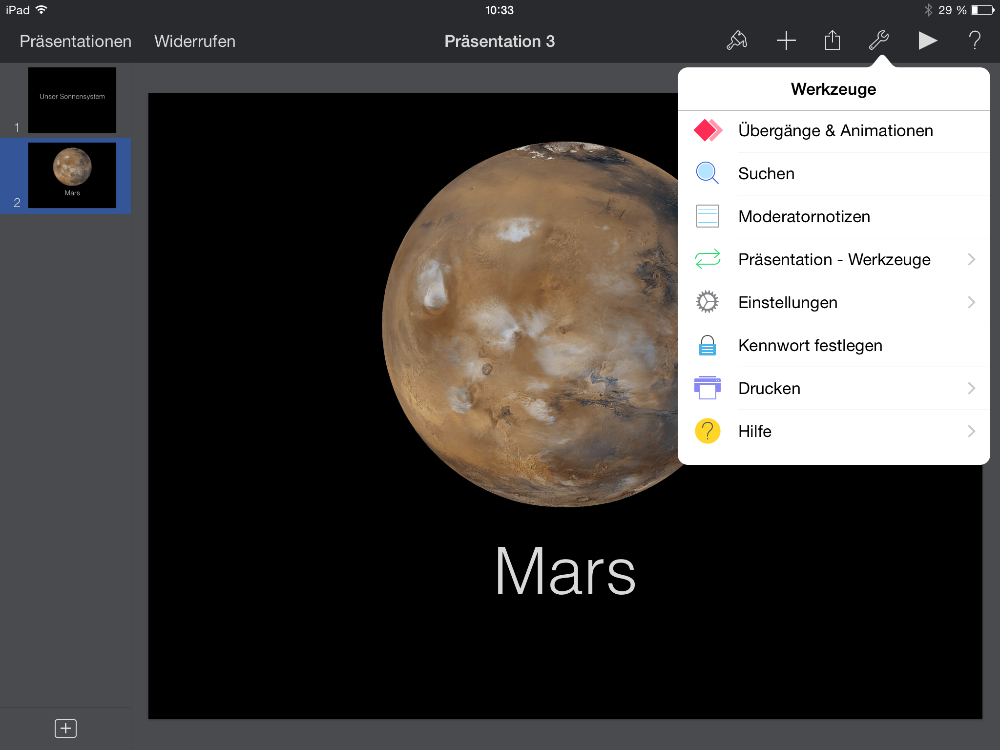 iPad
10:33
29 %
Präsentationen
Widerrufen
Präsentation 3
?
Unser Sonnensystem
1
Mars
2
Werkzeuge
Übergänge & Animationen
Suchen
Moderatornotizen
Präsentation - Werkzeuge
Einstellungen
Kennwort festlegen
Drucken
? Hilfe
Mars